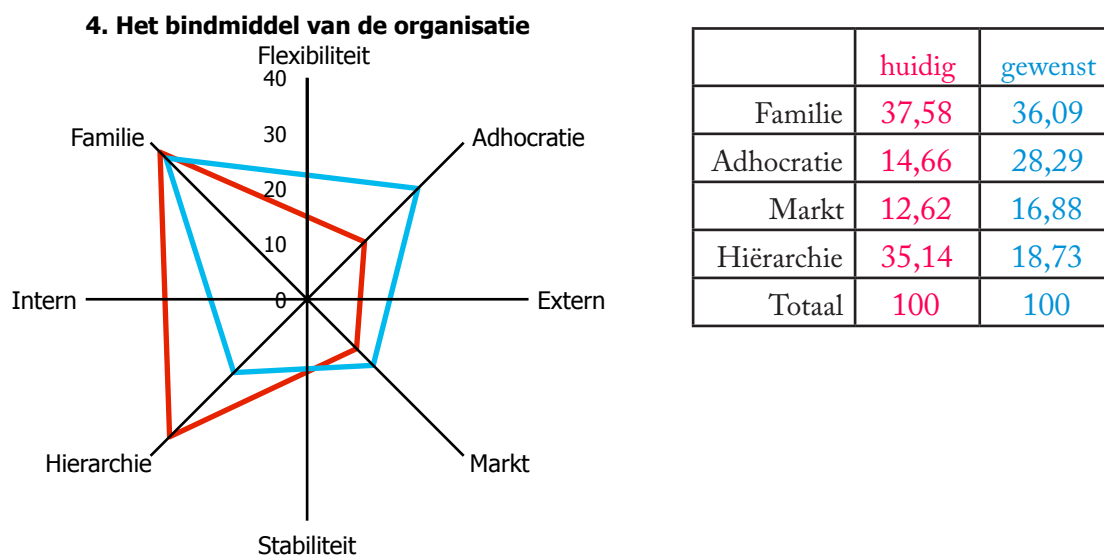 4. Het bindmiddel van de organisatie
Flexibiliteit
40
30
20
10
0
Familie
Adhocratie
Intern
Extern
Hierarchie
Markt
Stabiliteit
huidig gewenst
Familie 37,58 36,09
Adhocratie 14,66 28,29
Markt 12,62 16,88
Hiërarchie 35,14 18,73
Totaal 100 100